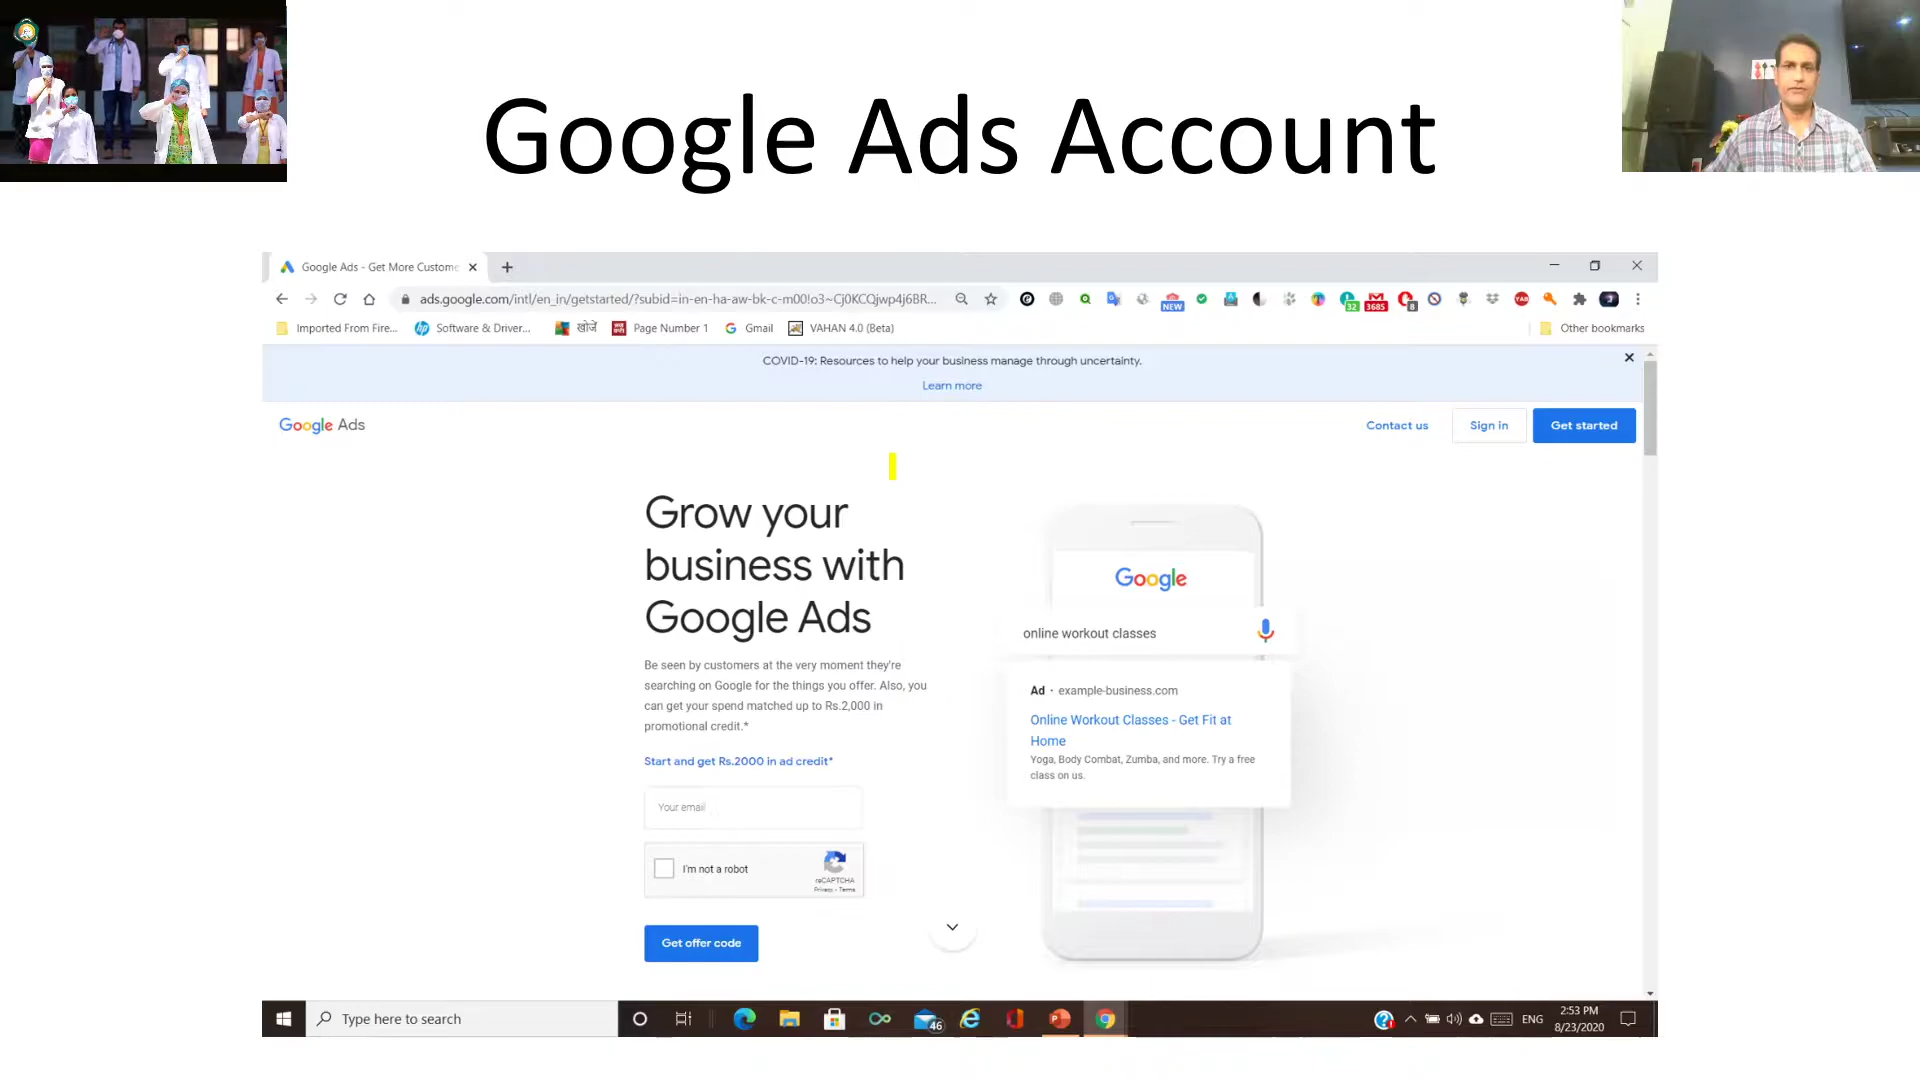 Google Ads Account
Google Ads - Get More Custome
ads.google.com/intl/en_in/getstarted/?subid=in-en-ha-aw-bk-c-m00!o3~Cj0KCQjwp4j6BR...
NEW
32
3685
8
Imported From Fire...
Software & Driver...
खोजें
Page Number 1
Gmail
VAHAN 4.0 (Beta)
Other bookmarks
COVID-19: Resources to help your business manage through uncertainty.
Learn more
Google Ads
Contact us
Sign in
Get started
Grow your
business with
Google Ads
Be seen by customers at the very moment they're
searching on Google for the things you offer. Also, you
can get your spend matched up to Rs.2,000 in
promotional credit.*
Start and get Rs.2000 in ad credit*
Your email
I'm not a robot
reCAPTCHA
Privacy - Terms
Get offer code
Google
online workout classes
Ad · example-business.com
Online Workout Classes - Get Fit at
Home
Yoga, Body Combat, Zumba, and more. Try a free
class on us.
Type here to search
46
ENG
2:53 PM
8/23/2020